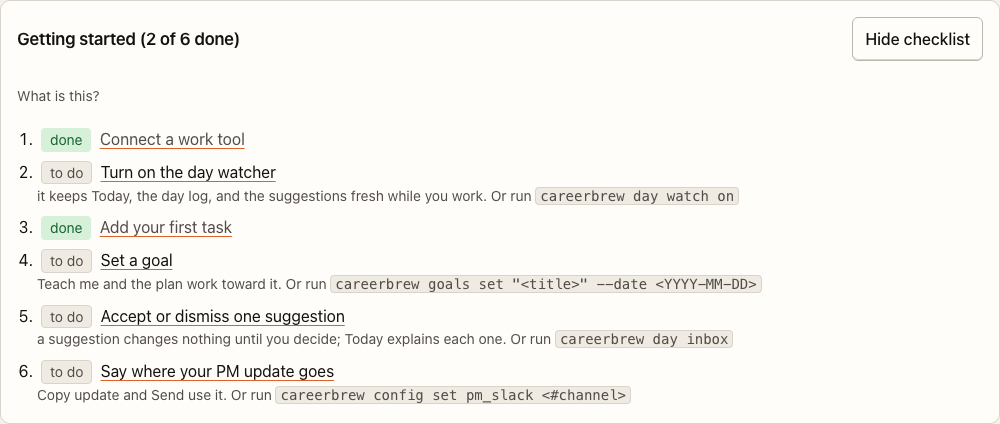 Getting started (2 of 6 done)
Hide checklist
What is this?
1. done Connect a work tool
2. to do Turn on the day watcher
it keeps Today, the day log, and the suggestions fresh while you work. Or run careerbrew day watch on
3. done Add your first task
4. to do Set a goal
Teach me and the plan work toward it. Or run careerbrew goals set "<title>" --date <YYYY-MM-DD>
5. to do Accept or dismiss one suggestion
a suggestion changes nothing until you decide; Today explains each one. Or run careerbrew day inbox
6. to do Say where your PM update goes
Copy update and Send use it. Or run careerbrew config set pm_slack <#channel>